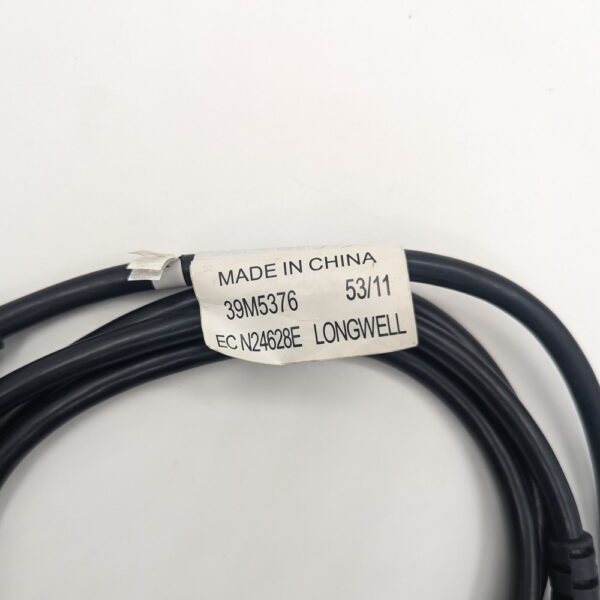 MADE IN CHINA
39M5376 53/11
EC N24628E LONGWELL